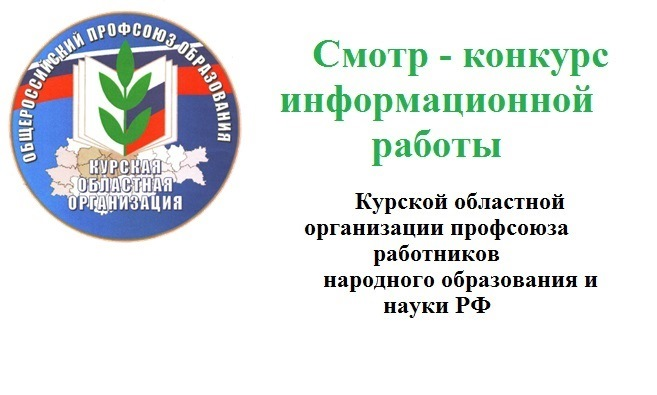 ОБЩЕРОССИЙСКИЙ ПРОФСОЮЗ ОБРАЗОВАНИЯ
КУРСКАЯ
ОБЛАСТНАЯ
ОРГАНИЗАЦИЯ
Смотр - конкурс
информационной
работы
Курской областной
организации профсоюза
работников
народного образования и
науки РФ